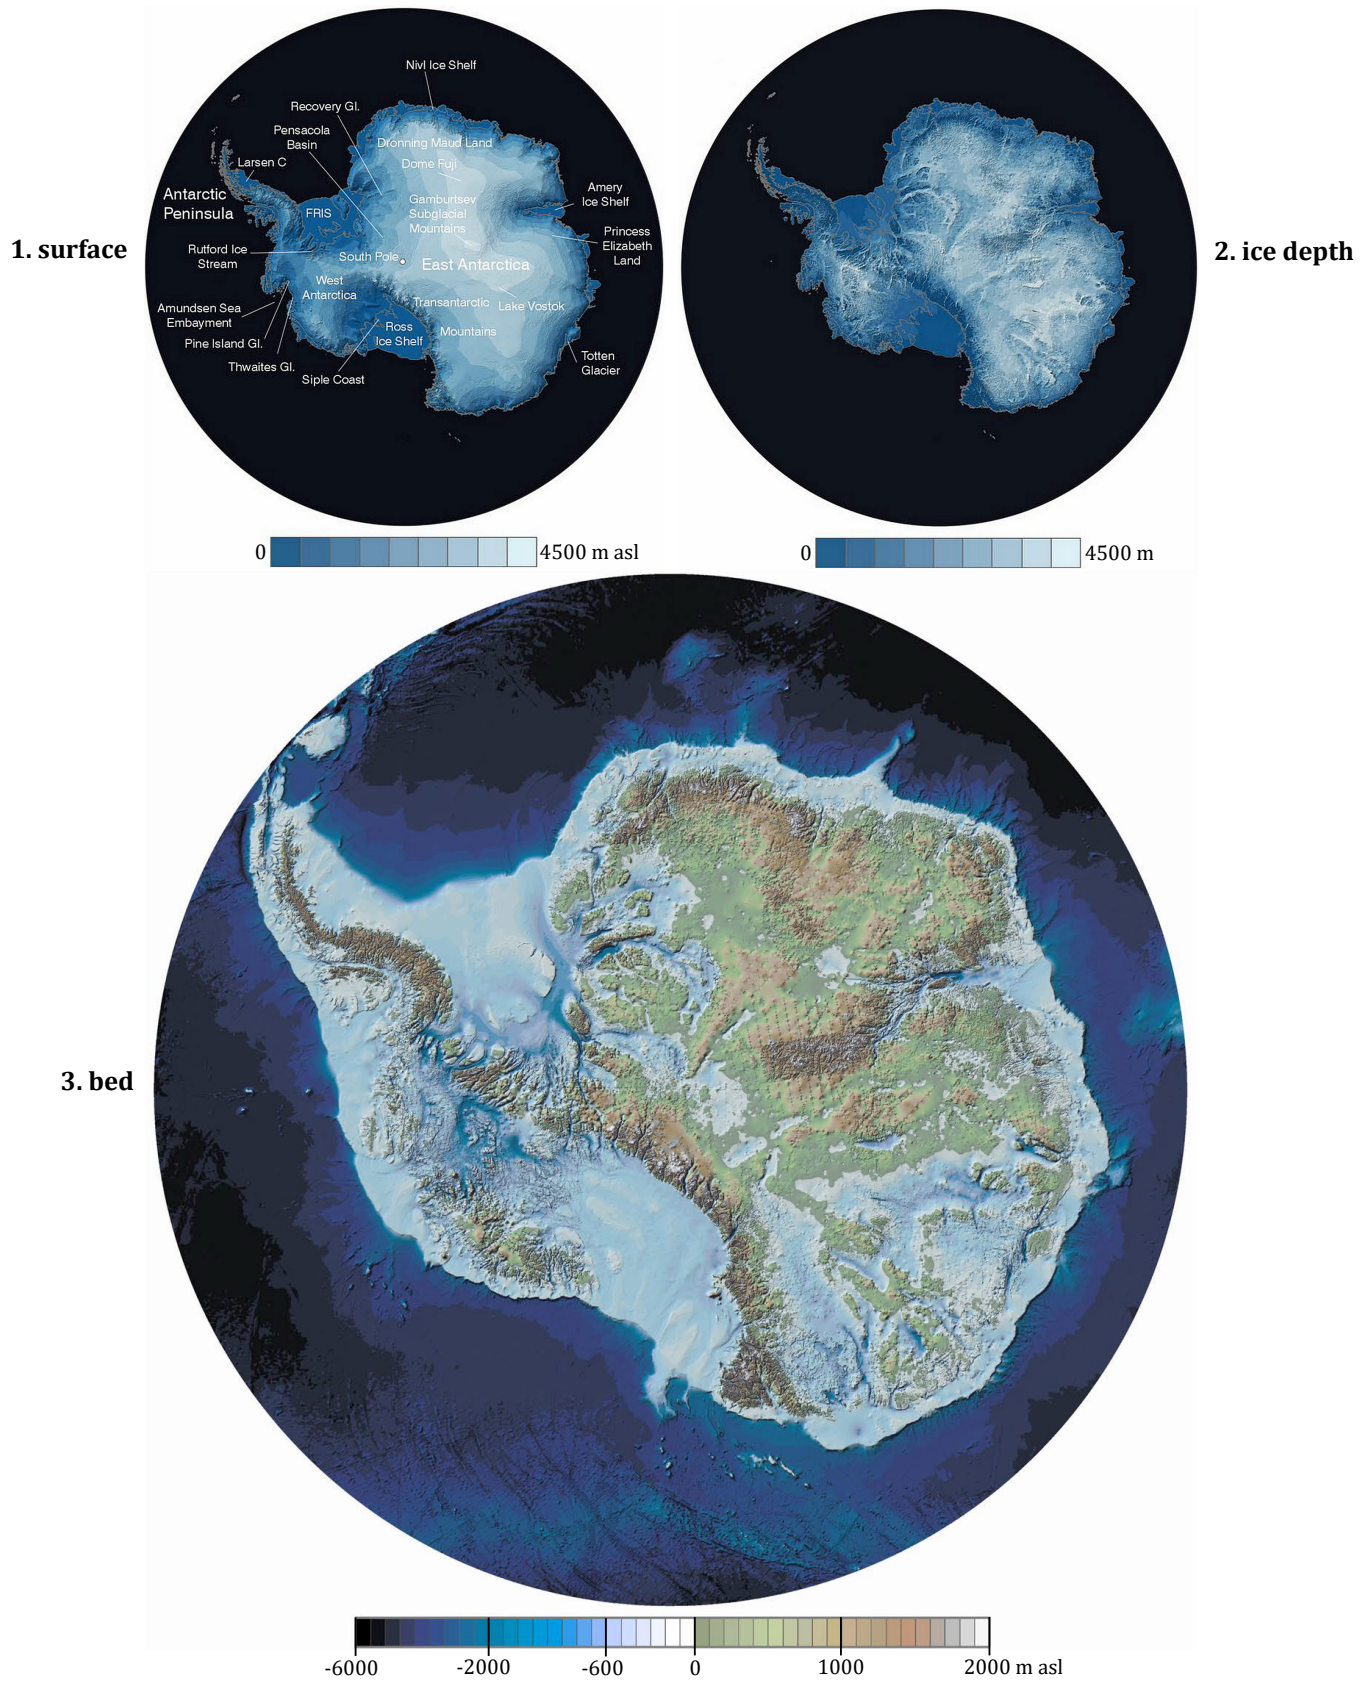 Nivl Ice Shelf
Recovery Gl.
Pensacola
Basin
Dronning Maud Land
Dome Fuji
Larsen C
Antarctic
Peninsula
FRIS
Gamburtsev
Subglacial
Mountains
Amery
Ice Shelf
Princess
Elizabeth
Land
1. surface
Rutford Ice
Stream
South Pole
East Antarctica
2. ice depth
West
Antarctica
Transantarctic
Mountains
Lake Vostok
Amundsen Sea
Embayment
Ross
Ice Shelf
Pine Island Gl.
Thwaites Gl.
Siple Coast
Totten
Glacier
0
4500 m asl
0
4500 m
3. bed
-6000
-2000
-600
0
1000
2000 m asl